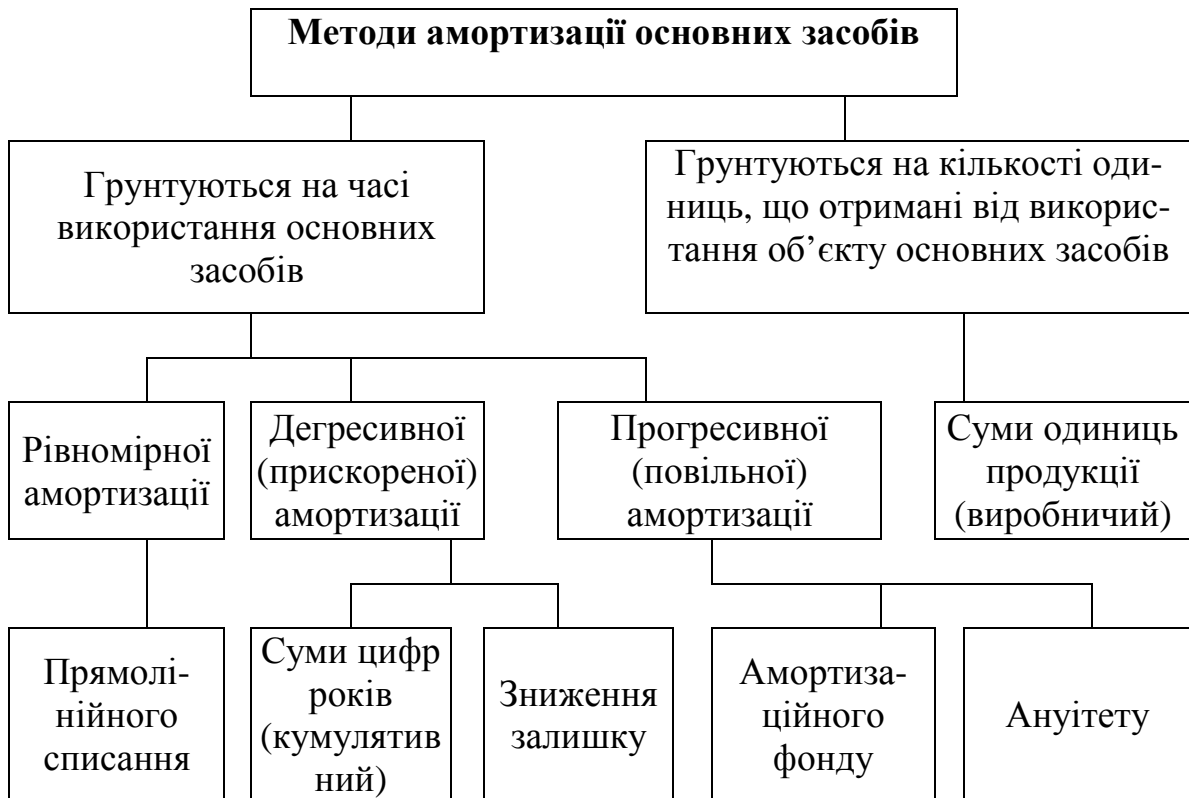 Методи амортизації основних засобів
Грунтуються на часі
використання основних
засобів
Грунтуються на кількості оди-
ниць, що отримані від викорис-
тання об’єкту основних засобів
Рівномірної
амортизації
Дегресивної
(прискореної)
амортизації
Прогресивної
(повільної)
амортизації
Суми одиниць
продукції
(виробничий)
Прямолі-
нійного
списання
Суми цифр
років
(кумулятив
ний)
Зниження
залишку
Амортиза-
ційного
фонду
Ануітету